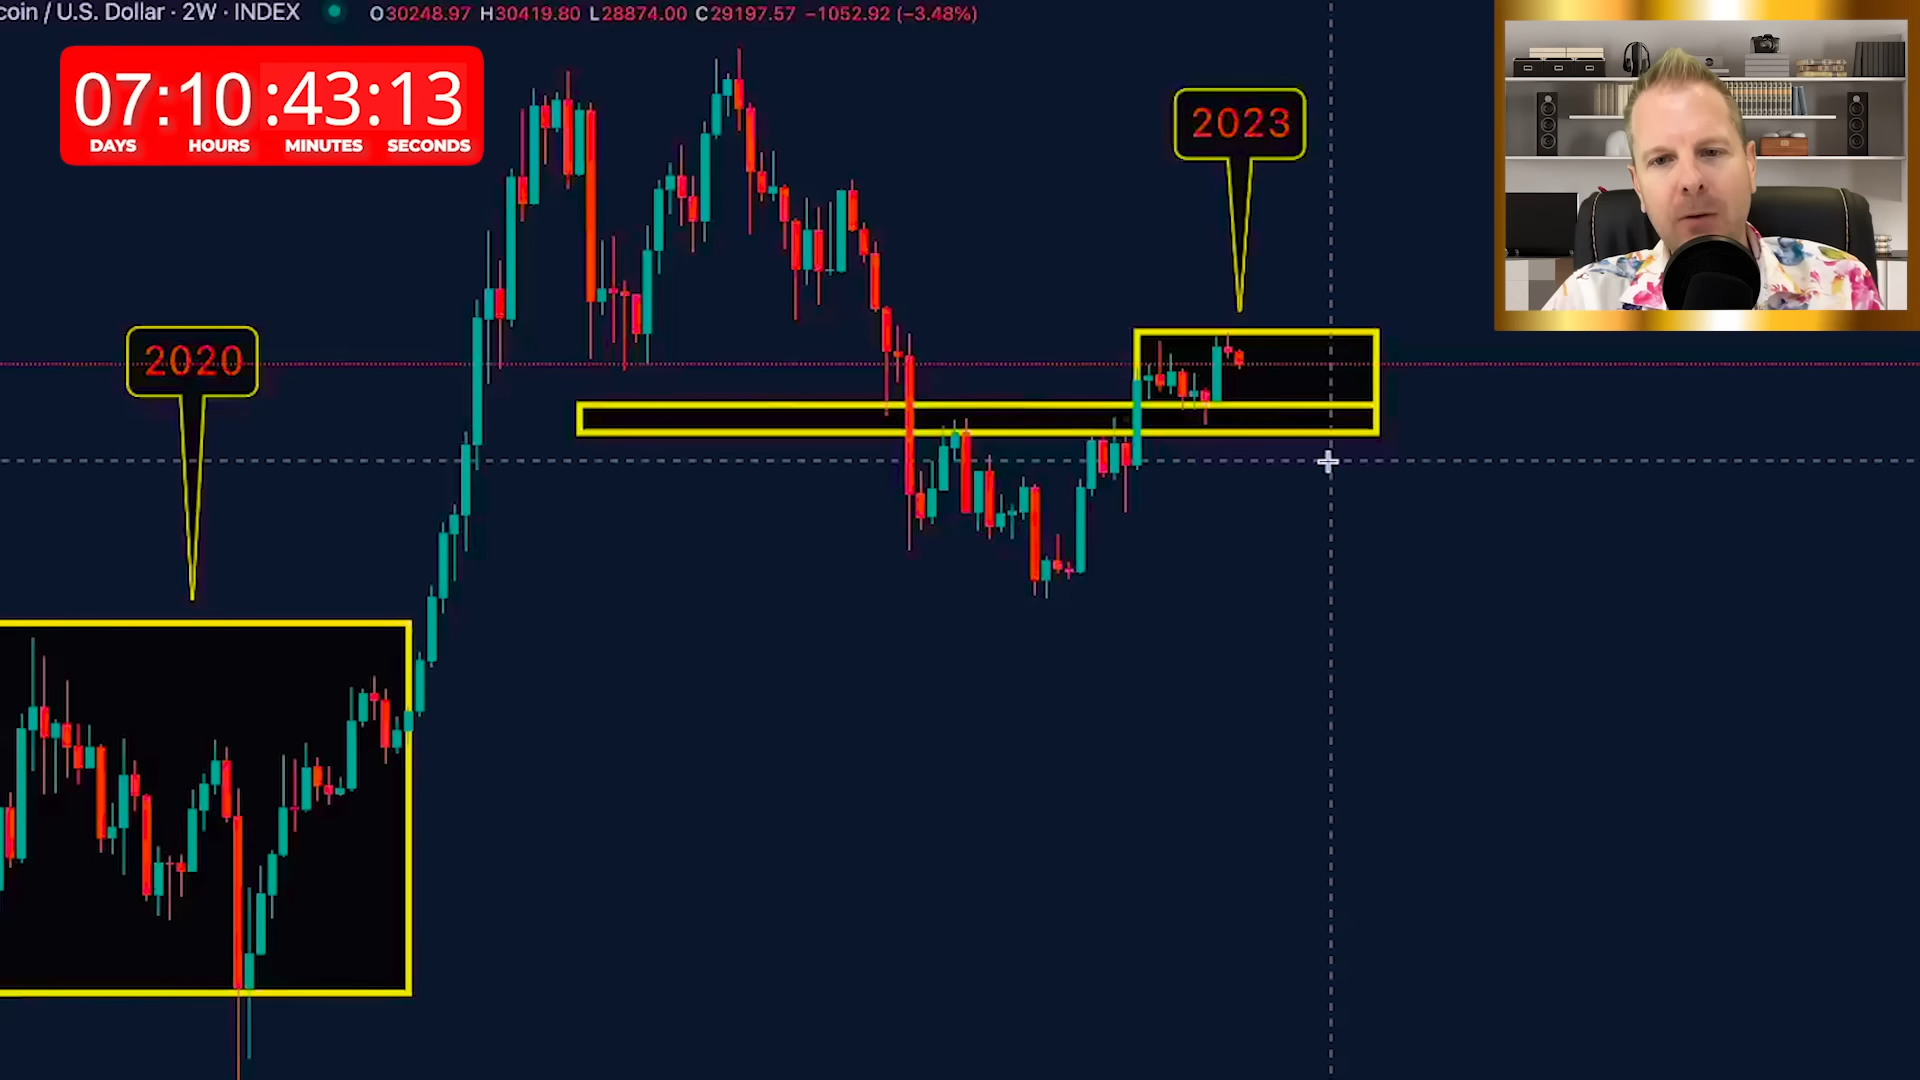 coin / U.S. Dollar · 2W · INDEX O30248.97 H30419.80 L28874.00 C29197.57 −1052.92 (−3.48%)
07:10:43:13
DAYS HOURS MINUTES SECONDS
2023
2020